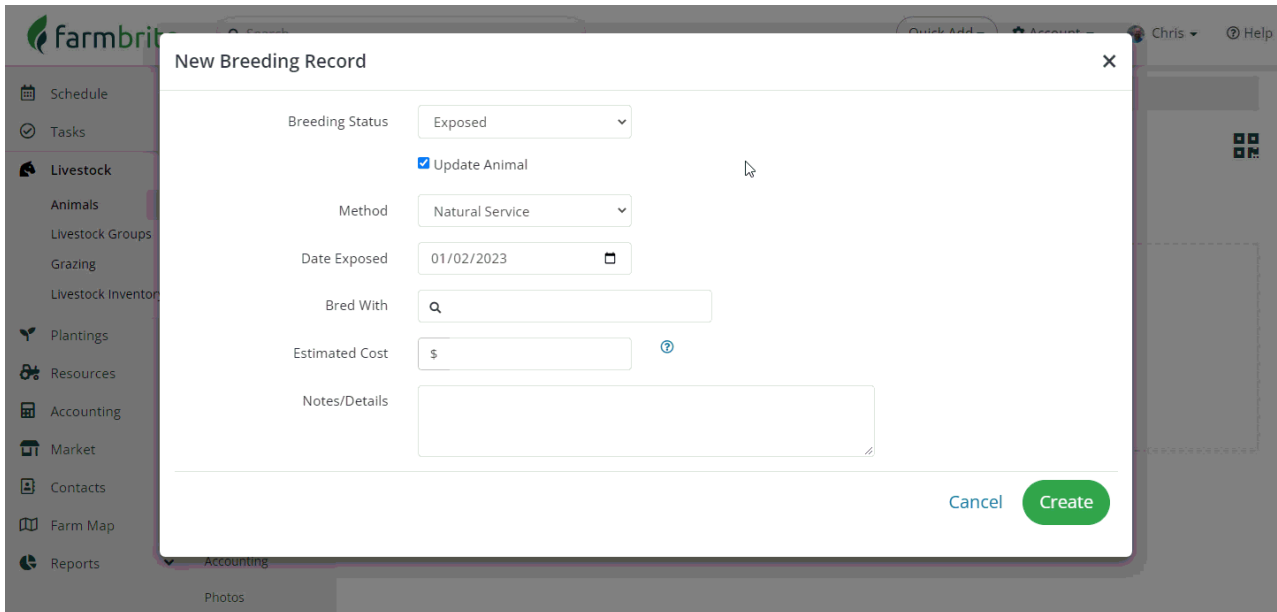 farmbrite
Search
Quick Add
Account
Chris
Help
New Breeding Record
Schedule
Tasks
Livestock
Animals
Livestock Groups
Grazing
Livestock Inventory
Plantings
Resources
Accounting
Market
Contacts
Farm Map
Reports
Breeding Status
Exposed
Update Animal
Method
Natural Service
Date Exposed
01/02/2023
Bred With
Estimated Cost
$
Notes/Details
Cancel
Create
Accounting
Photos